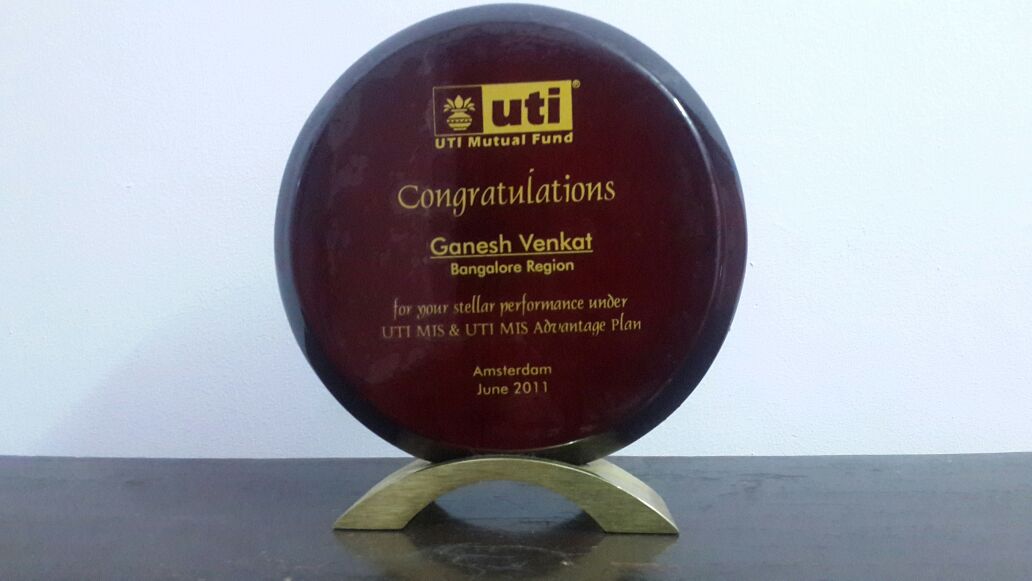 uti®
UTI Mutual Fund
Congratulations
Ganesh Venkat
Bangalore Region
for your stellar performance under
UTI MIS & UTI MIS Advantage Plan
Amsterdam
June 2011